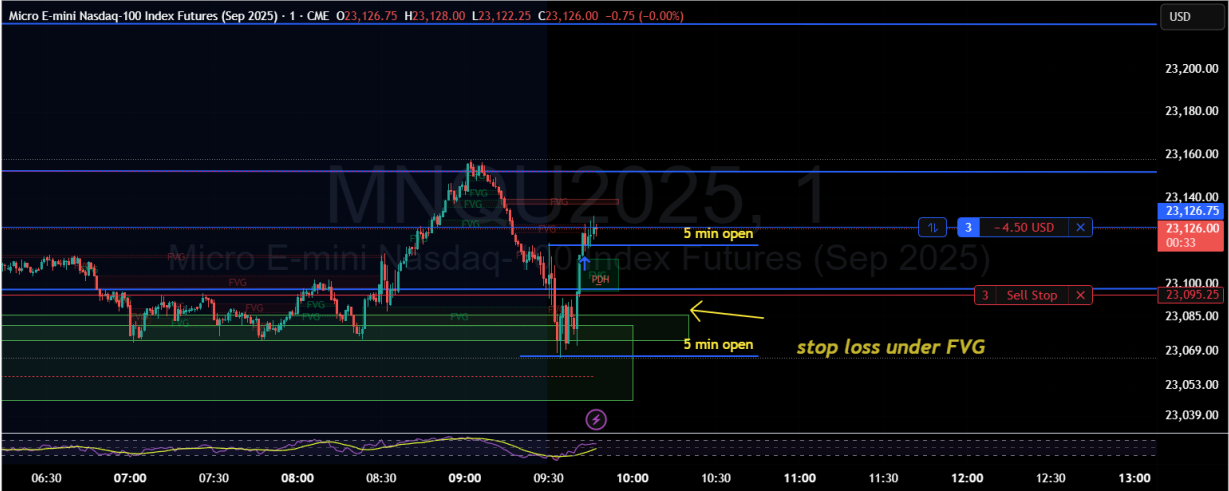 Micro E-mini Nasdaq-100 Index Futures (Sep 2025) · 1 · CME O23,126.75 H23,128.00 L23,122.25 C23,126.00 −0.75 (−0.00%)
USD
23,200.00
23,180.00
23,160.00
MNQU2025, 1
23,140.00
FVG
FVG
FVG
23,126.75
FVG
FVG
5 min open
3 −4.50 USD
23,126.00
00:33
Micro E-mini Nasdaq-100 Index Futures (Sep 2025)
FVG
FVG
PDH
FVG
23,100.00
3 Sell Stop
23,095.25
FVG
FVG
FVG
FVG
FVG
23,085.00
5 min open
stop loss under FVG
23,069.00
23,053.00
23,039.00
06:30 07:00 07:30 08:00 08:30 09:00 09:30 10:00 10:30 11:00 11:30 12:00 12:30 13:00